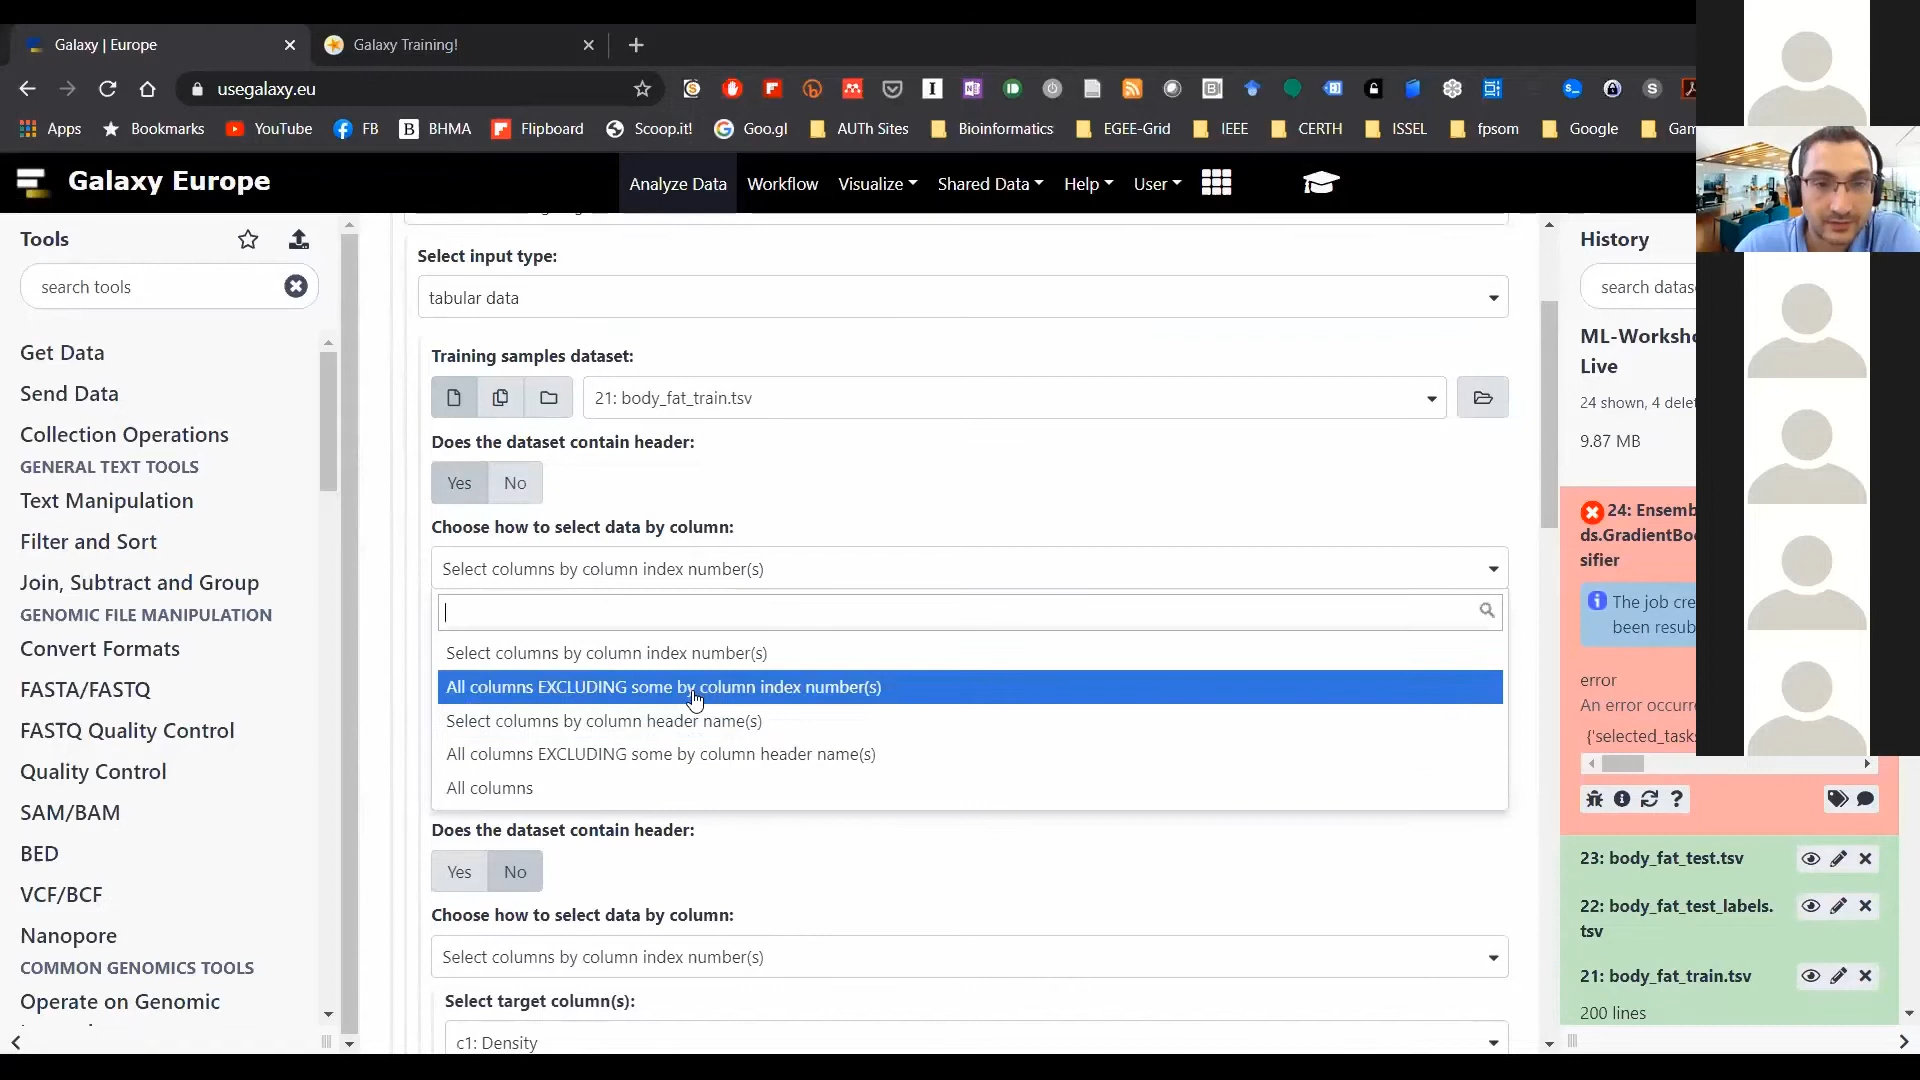 Galaxy | Europe
Galaxy Training!
usegalaxy.eu
Apps
Bookmarks
YouTube
FB
BHMA
Flipboard
Scoop.it!
Goo.gl
AUTh Sites
Bioinformatics
EGEE-Grid
IEEE
CERTH
ISSEL
fpsom
Google
Galaxy Europe
Analyze Data
Workflow
Visualize
Shared Data
Help
User
Tools
search tools
Get Data
Send Data
Collection Operations
GENERAL TEXT TOOLS
Text Manipulation
Filter and Sort
Join, Subtract and Group
GENOMIC FILE MANIPULATION
Convert Formats
FASTA/FASTQ
FASTQ Quality Control
Quality Control
SAM/BAM
BED
VCF/BCF
Nanopore
COMMON GENOMICS TOOLS
Operate on Genomic
Select input type:
tabular data
Training samples dataset:
21: body_fat_train.tsv
Does the dataset contain header:
Yes No
Choose how to select data by column:
Select columns by column index number(s)
Select columns by column index number(s)
All columns EXCLUDING some by column index number(s)
Select columns by column header name(s)
All columns EXCLUDING some by column header name(s)
All columns
Does the dataset contain header:
Yes No
Choose how to select data by column:
Select columns by column index number(s)
Select target column(s):
c1: Density
History
search datas
ML-Worksho
Live
24 shown, 4 delet
9.87 MB
24: Ensemb
ds.GradientBoo
sifier
The job cre
been resub
error
An error occurre
{'selected_task
23: body_fat_test.tsv
22: body_fat_test_labels.
tsv
21: body_fat_train.tsv
200 lines